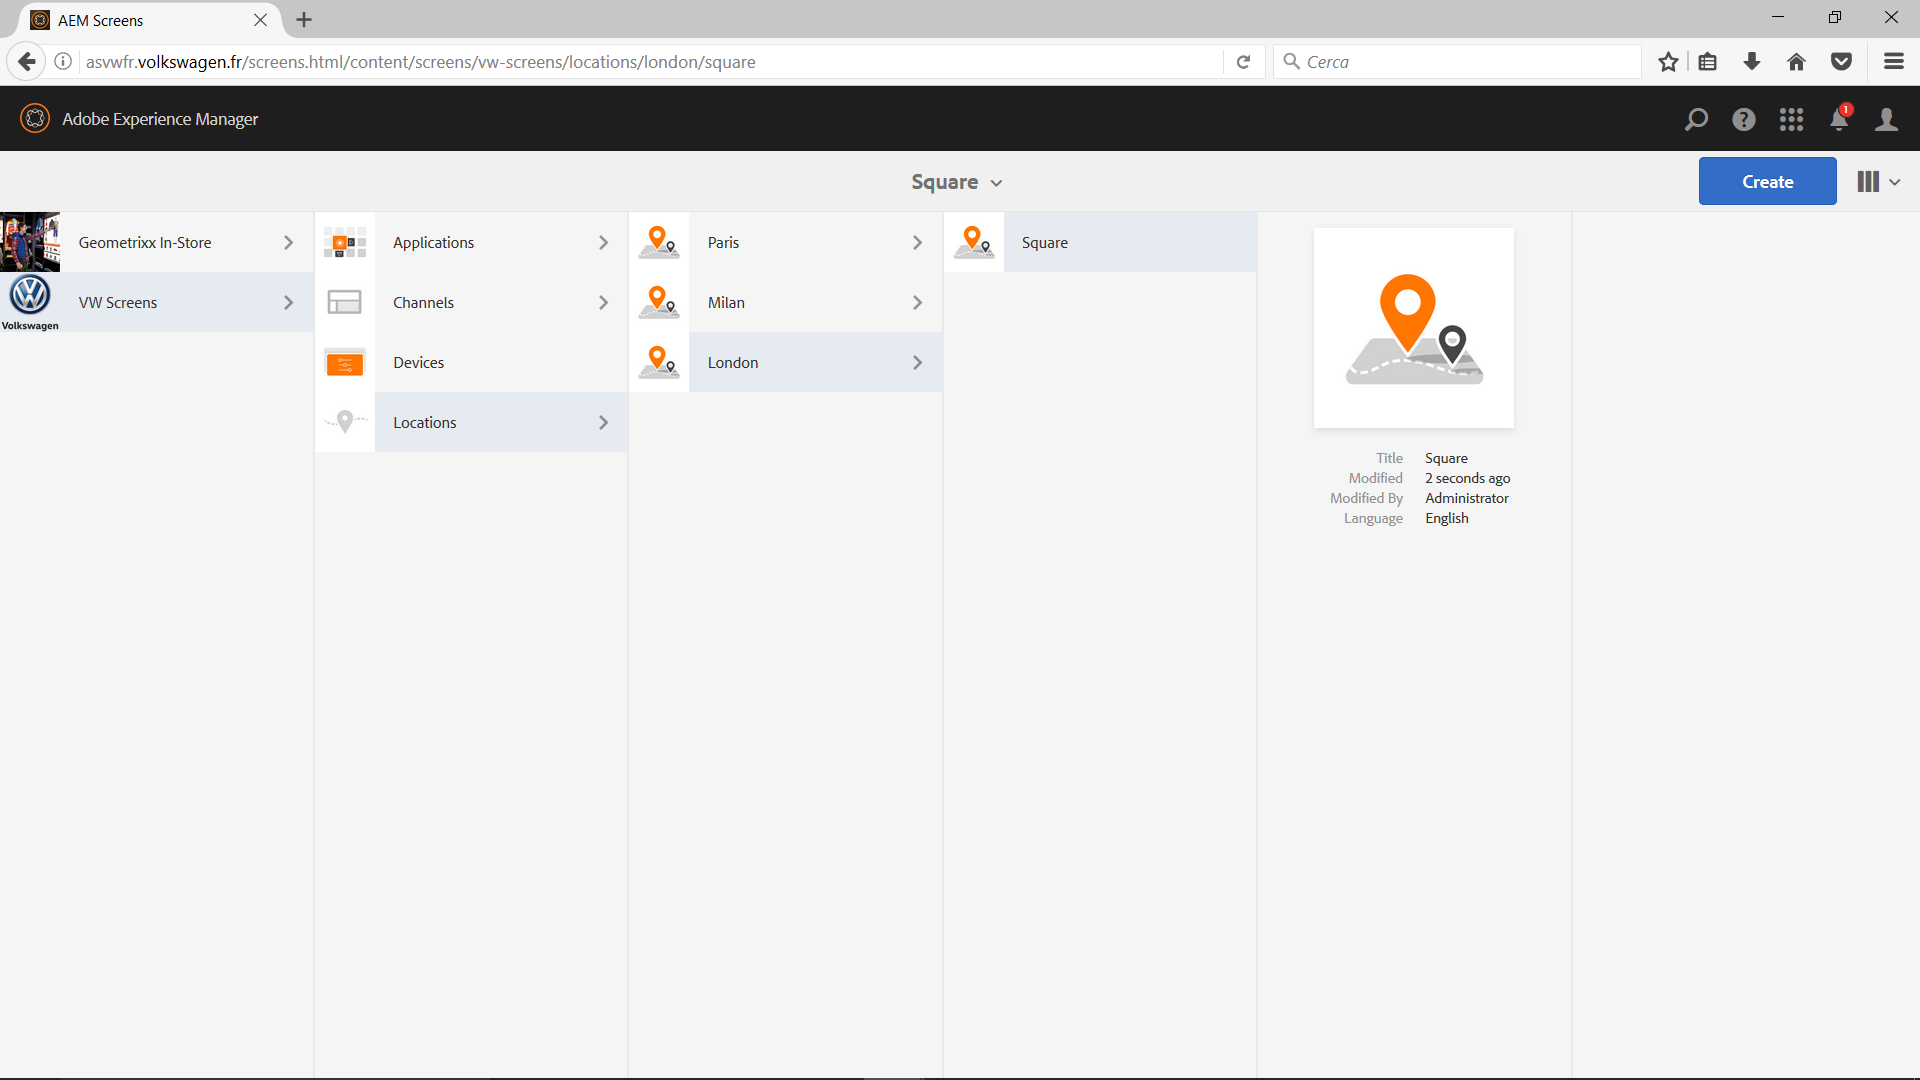 AEM Screens
asvwfr.volkswagen.fr/screens.html/content/screens/vw-screens/locations/london/square
Cerca
Adobe Experience Manager
1
Square
Create
Geometrixx In-Store
VW Screens
Volkswagen
Applications
Channels
Devices
Locations
Paris
Milan
London
Square
Title Square
Modified 2 seconds ago
Modified By Administrator
Language English